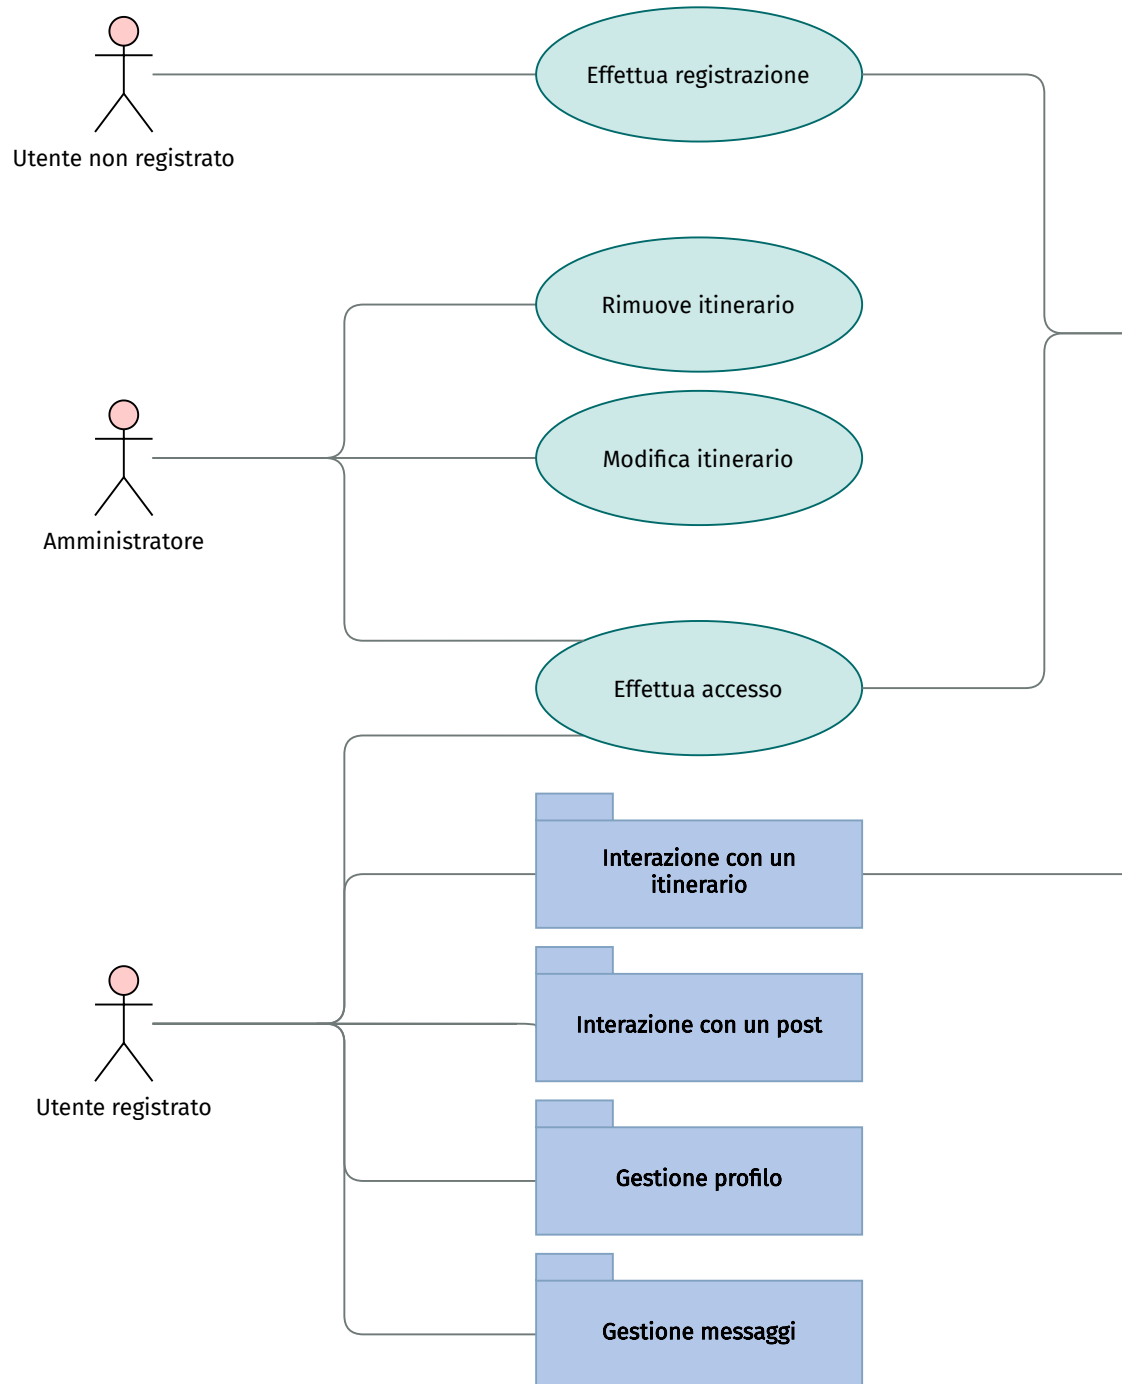 Effettua registrazione
Utente non registrato
Rimuove itinerario
Modifica itinerario
Amministratore
Effettua accesso
Interazione con un
itinerario
Interazione con un post
Utente registrato
Gestione profilo
Gestione messaggi